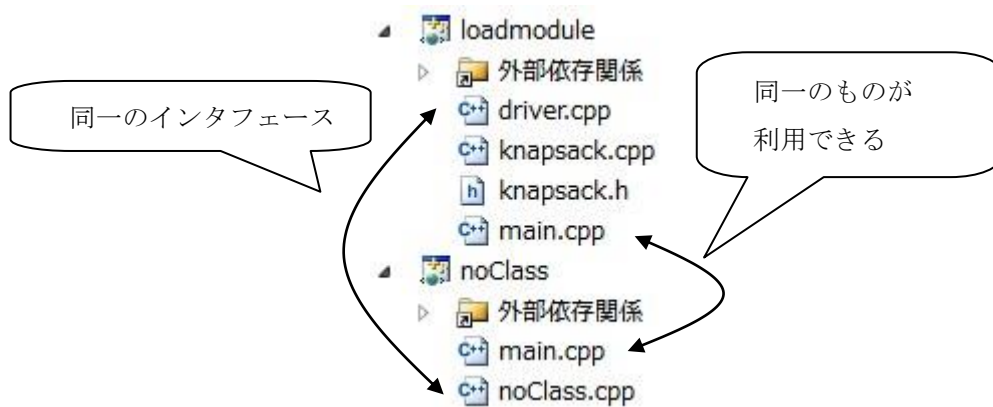 loadmodule
外部依存関係
driver.cpp
knapsack.cpp
knapsack.h
main.cpp
noClass
外部依存関係
main.cpp
noClass.cpp
同一のインタフェース
同一のものが
利用できる